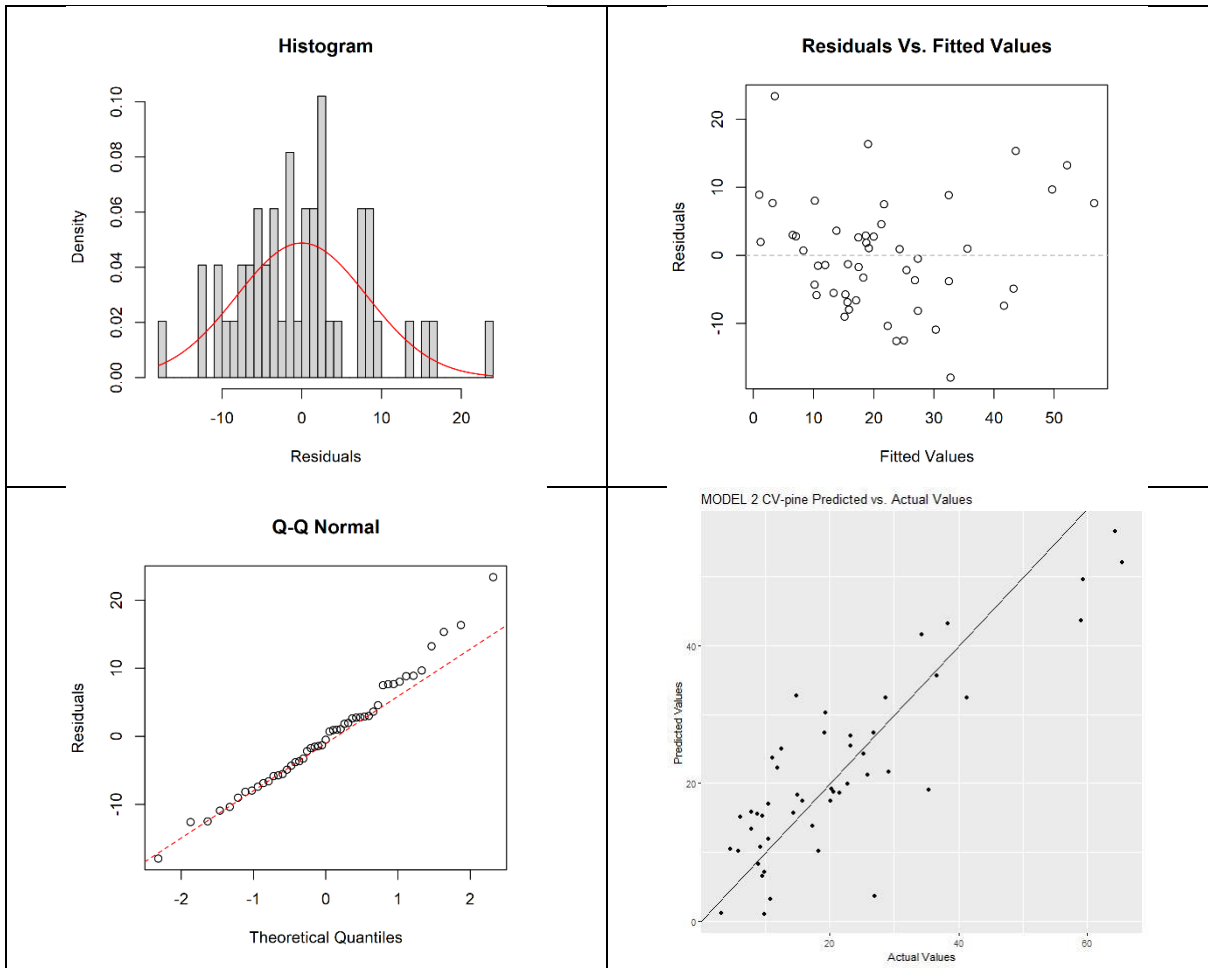 Histogram
0.10
0.08
0.06
0.04
0.02
0.00
Density
-10 0 10 20
Residuals
Residuals Vs. Fitted Values
20
10
0
-10
Residuals
0 10 20 30 40 50
Fitted Values
Q-Q Normal
20
10
0
-10
Residuals
-2 -1 0 1 2
Theoretical Quantiles
MODEL 2 CV-pine Predicted vs. Actual Values
40
20
0
Predicted Values
20 40 60
Actual Values